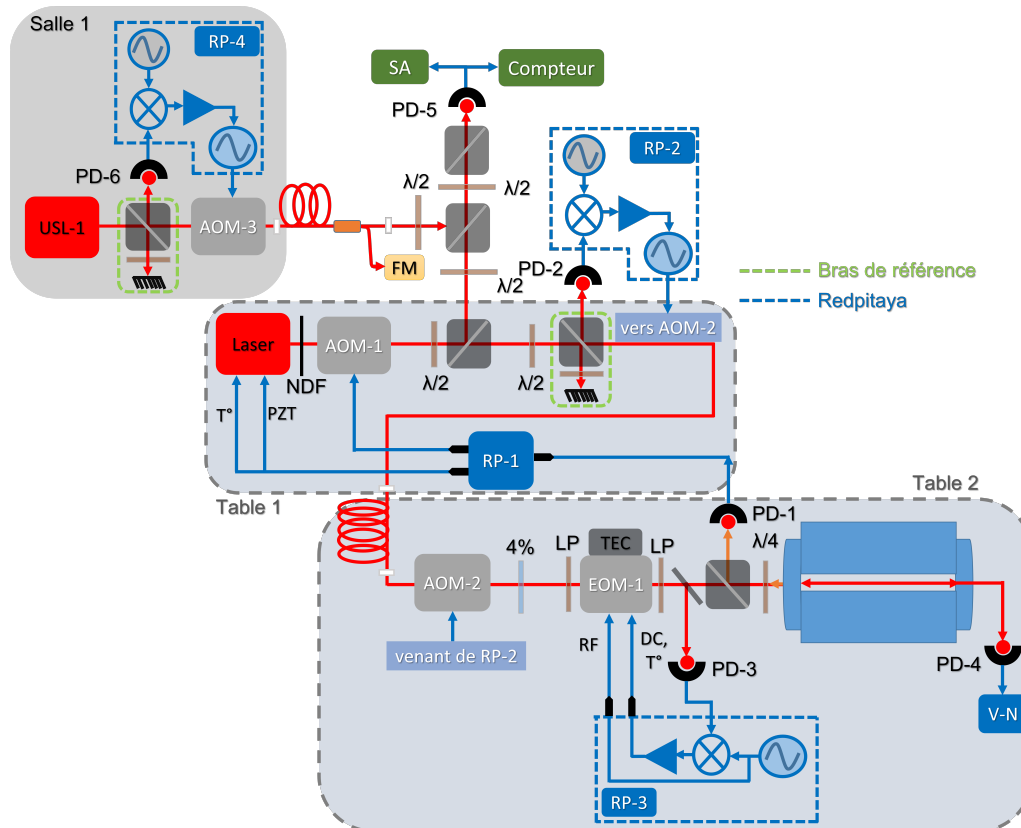 Salle 1
RP-4
SA
Compteur
PD-5
PD-6
RP-2
λ/2
λ/2
USL-1
AOM-3
FM
PD-2
λ/2
Bras de référence
Redpitaya
vers AOM-2
Laser
AOM-1
NDF
λ/2
λ/2
T°
PZT
RP-1
Table 1
Table 2
PD-1
LP
TEC
LP
λ/4
4%
AOM-2
EOM-1
RF
DC,
T°
venant de RP-2
PD-3
PD-4
V-N
RP-3